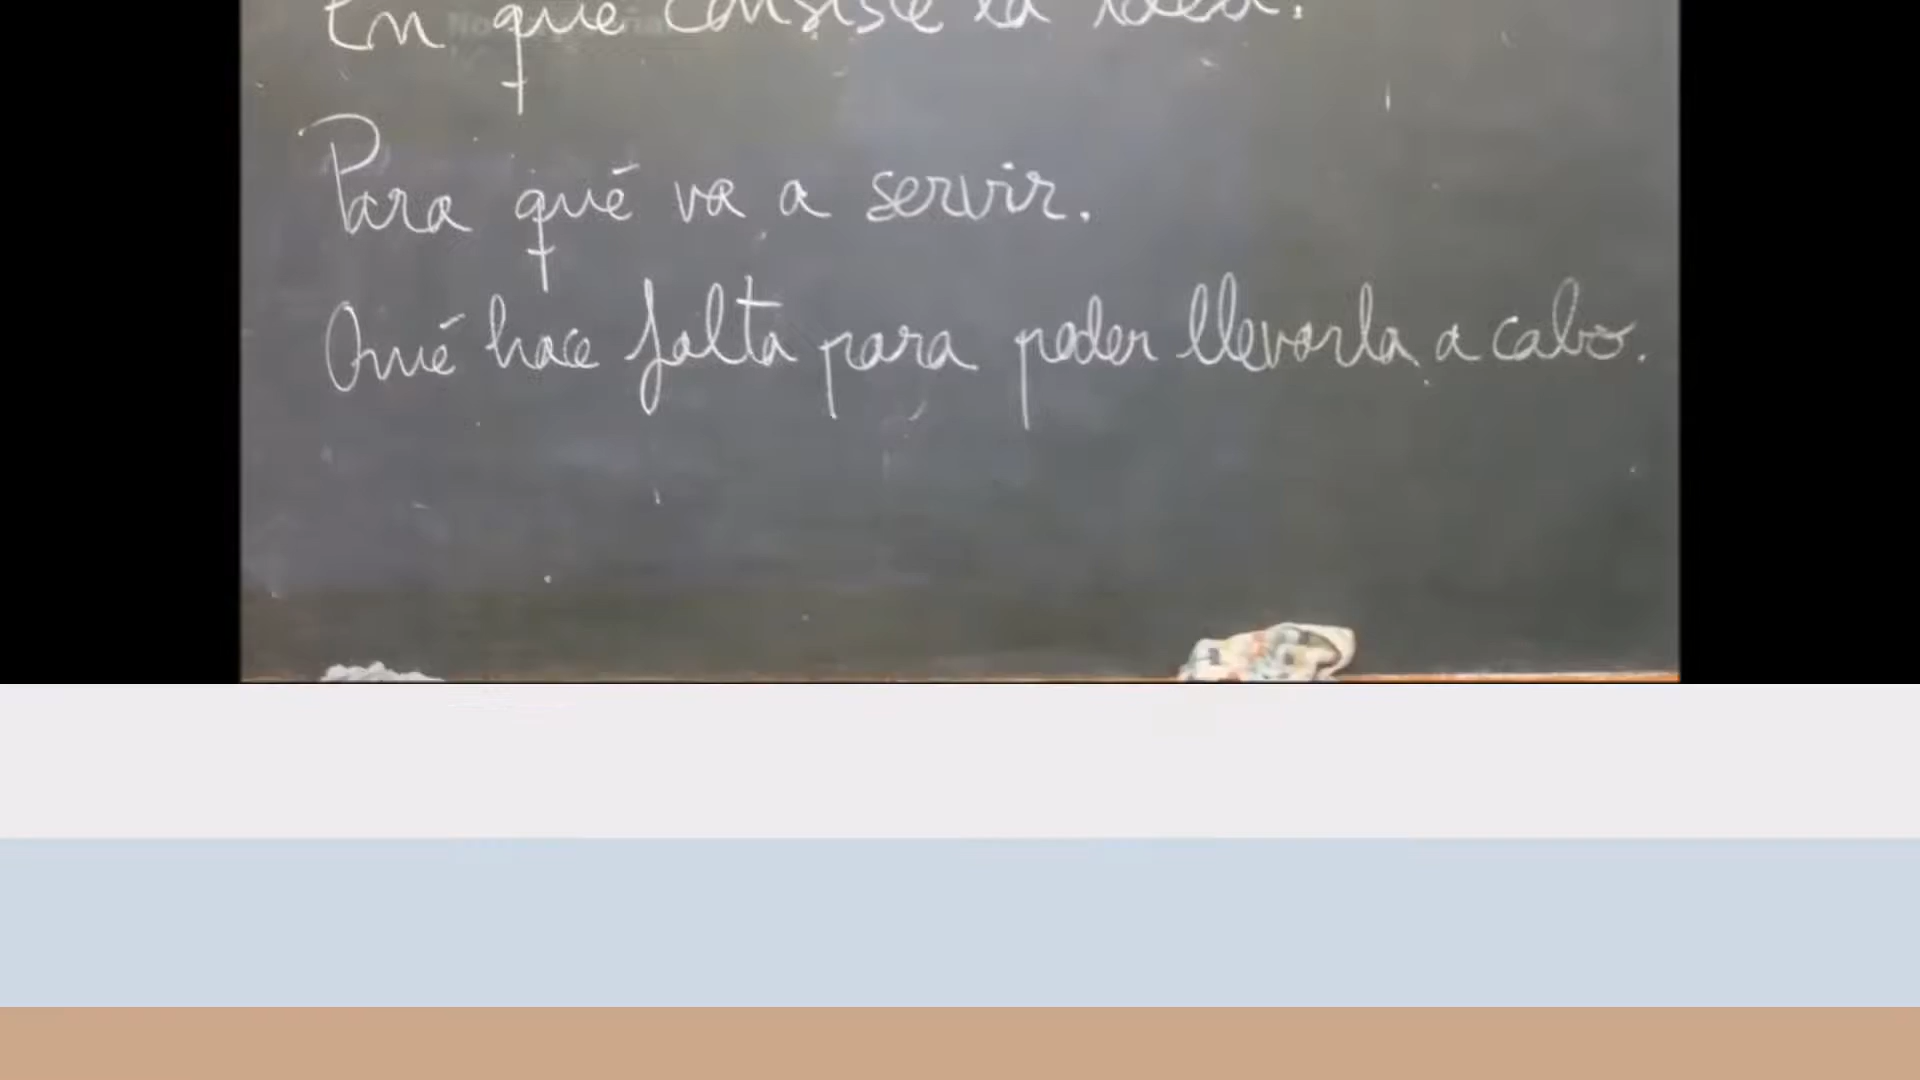 En qué consiste la idea.
Para qué va a servir.
Qué hace falta para poder llevarla a cabo.